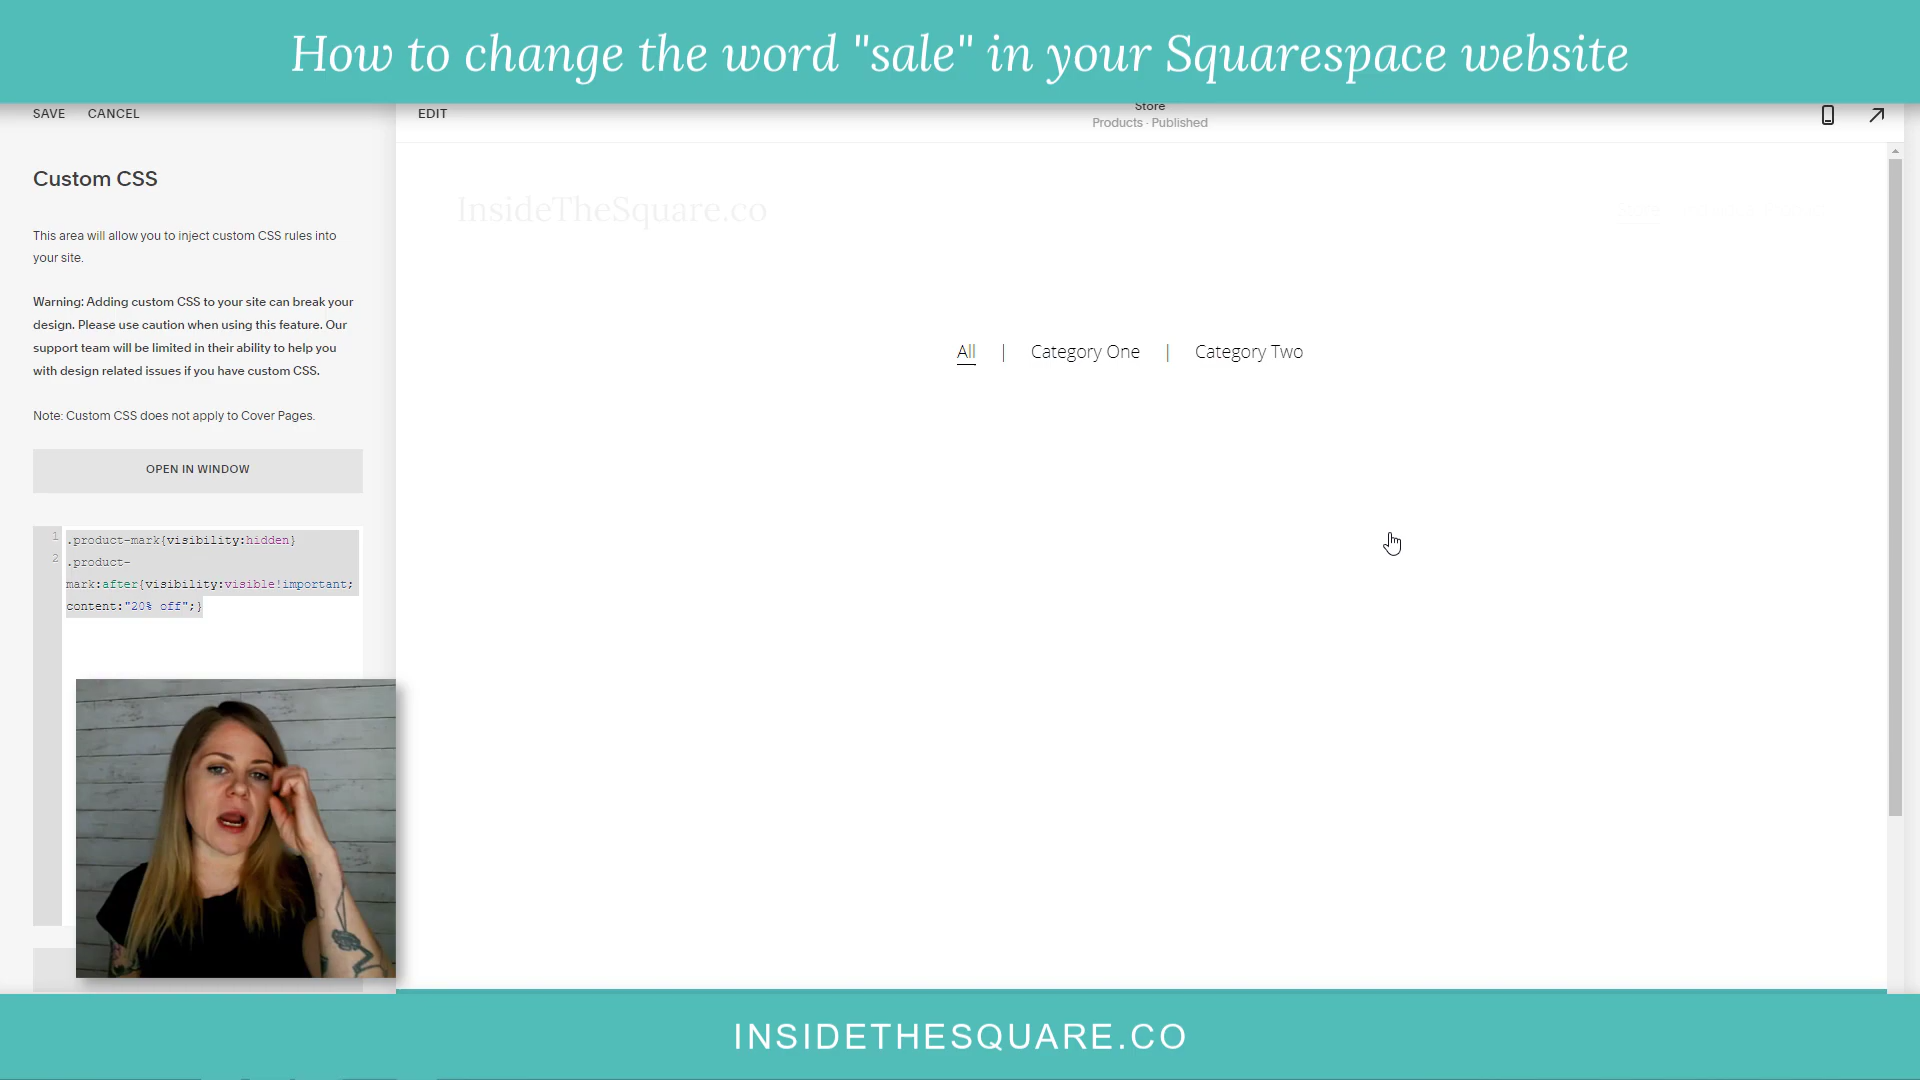 How to change the word "sale" in your Squarespace website
SAVE CANCEL
EDIT
Store
Products · Published
Custom CSS
This area will allow you to inject custom CSS rules into
your site.
Warning: Adding custom CSS to your site can break your
design. Please use caution when using this feature. Our
support team will be limited in their ability to help you
with design related issues if you have custom CSS.
Note: Custom CSS does not apply to Cover Pages.
OPEN IN WINDOW
1 .product-mark{visibility:hidden}
2 .product-
mark:after{visibility:visible!important;
content:"20% off";}
InsideTheSquare.co
All | Category One | Category Two
INSIDETHESQUARE.CO